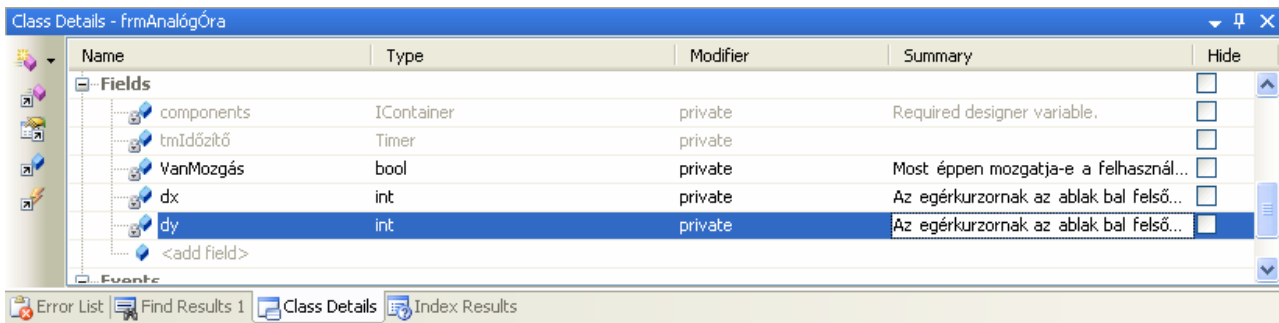 Class Details - frmAnalógÓra
Name Type Modifier Summary Hide
Fields
components IContainer private Required designer variable.
tmIdőzítő Timer private
VanMozgás bool private Most éppen mozgatja-e a felhasznál...
dx int private Az egérkurzornak az ablak bal felső...
dy int private Az egérkurzornak az ablak bal felső...
<add field>
Events
Error List Find Results 1 Class Details Index Results